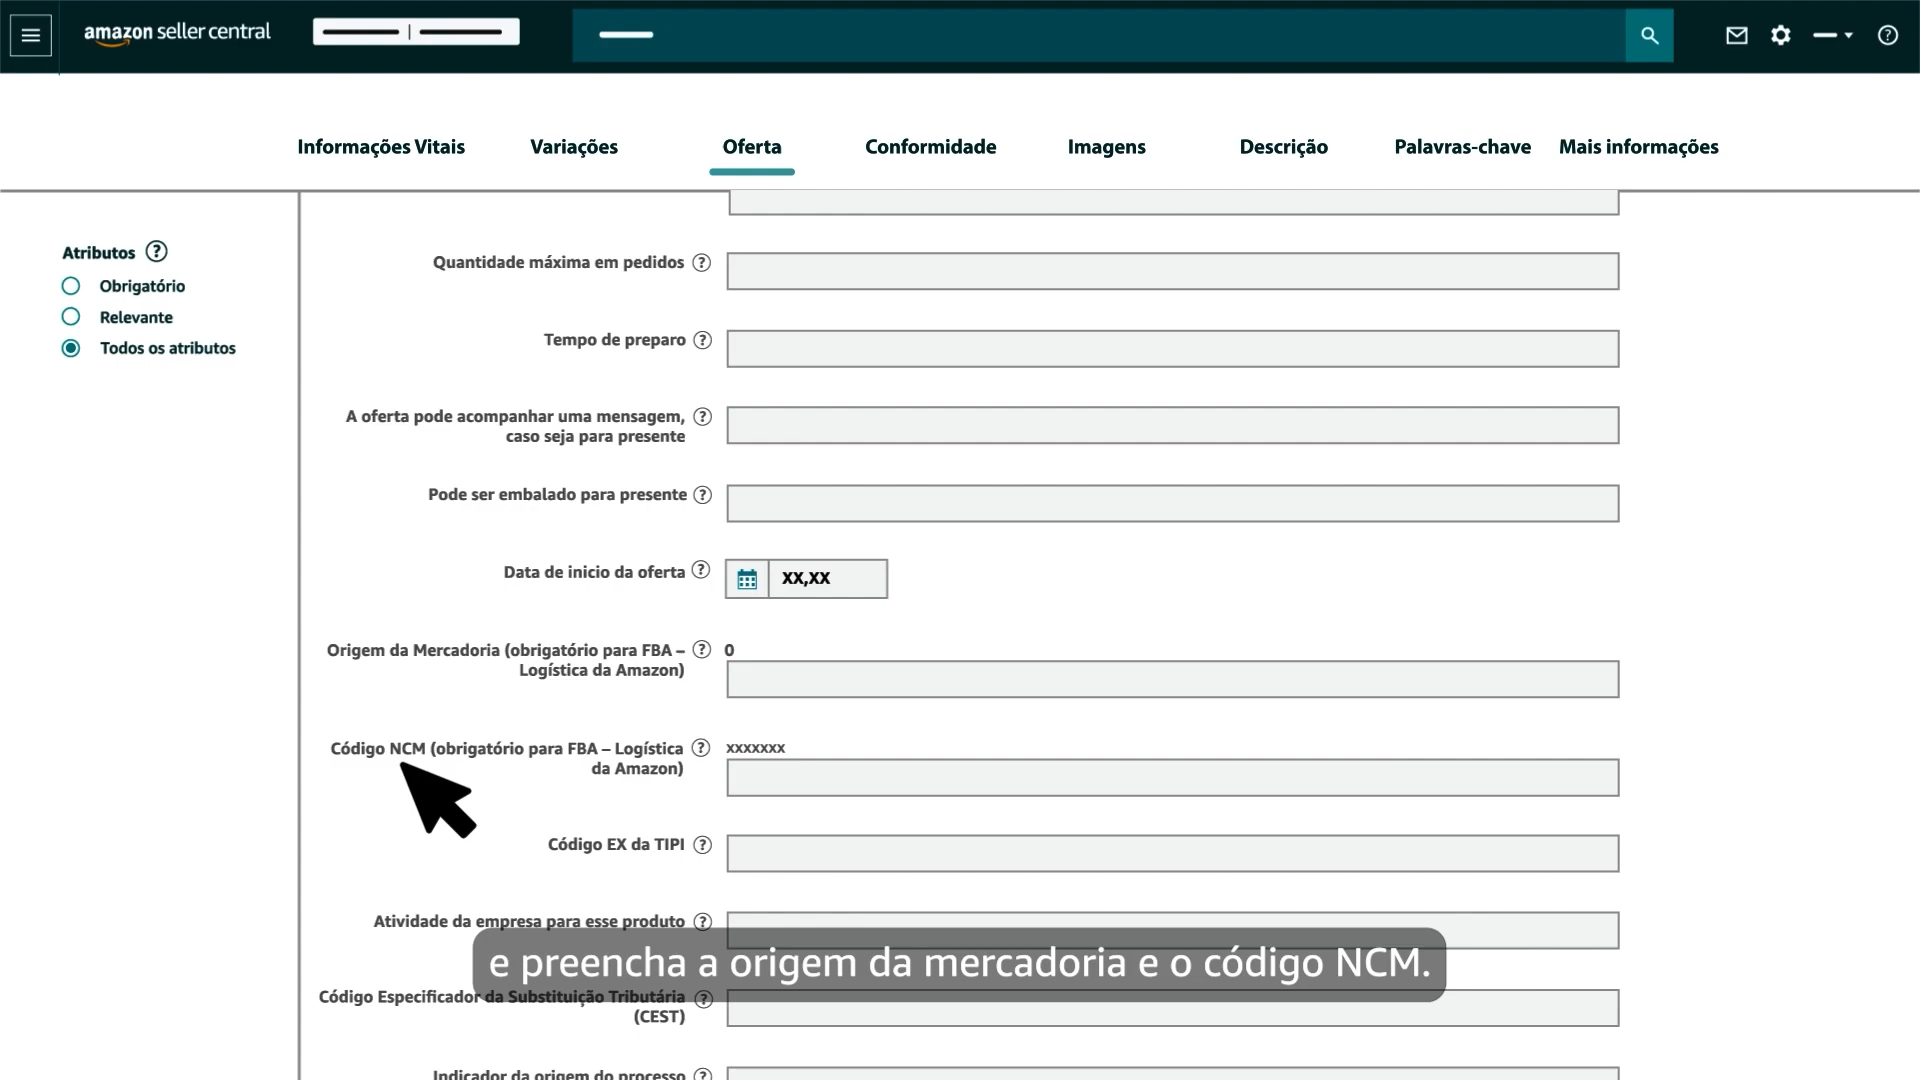 amazon seller central
Informações Vitais Variações Oferta Conformidade Imagens Descrição Palavras-chave Mais informações
Atributos ?
Obrigatório
Relevante
Todos os atributos
Quantidade máxima em pedidos ?
Tempo de preparo ?
A oferta pode acompanhar uma mensagem, ?
caso seja para presente
Pode ser embalado para presente ?
Data de inicio da oferta ? XX,XX
Origem da Mercadoria (obrigatório para FBA – ? 0
Logística da Amazon)
Código NCM (obrigatório para FBA – Logística ? xxxxxxx
da Amazon)
Código EX da TIPI ?
Atividade da empresa para esse produto ?
e preencha a origem da mercadoria e o código NCM.
Código Especificador da Substituição Tributária ?
(CEST)
Indicador da origem do processo ?